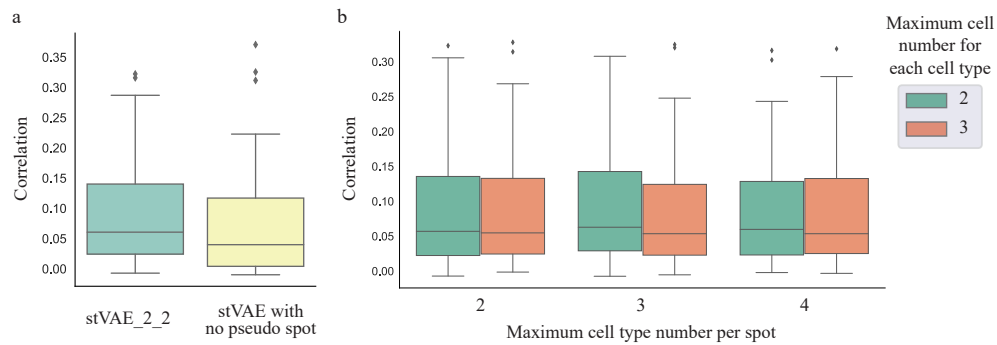 a
Correlation
0.35
0.30
0.25
0.20
0.15
0.10
0.05
0.00
stVAE_2_2
stVAE with
no pseudo spot
b
Correlation
0.30
0.25
0.20
0.15
0.10
0.05
0.00
2
3
4
Maximum cell type number per spot
Maximum cell
number for
each cell type
2
3